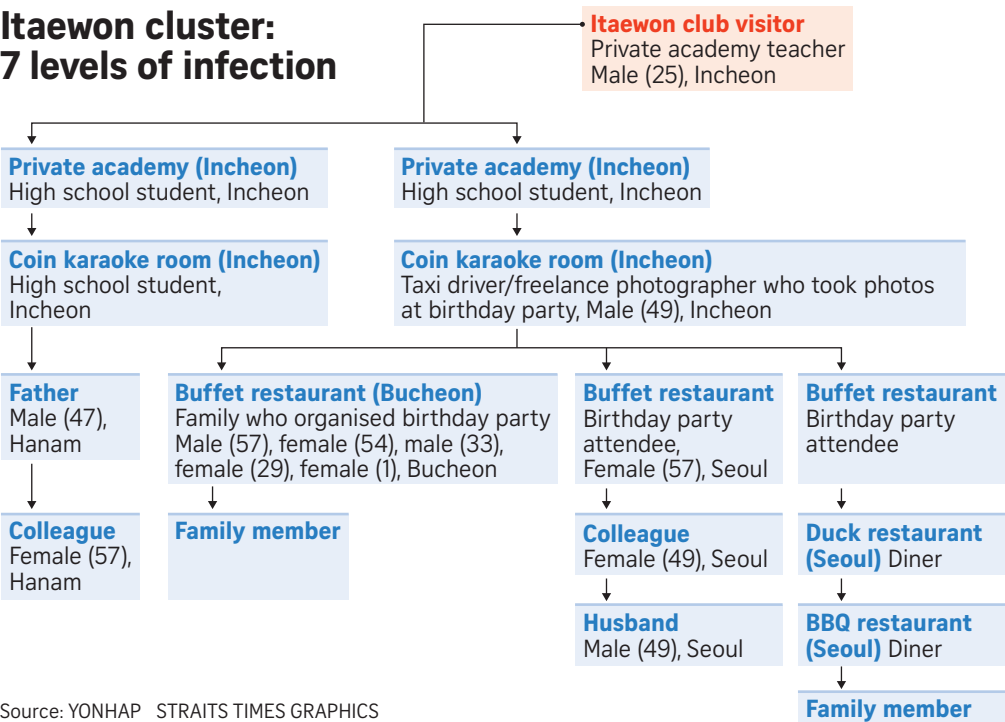 Itaewon cluster:
7 levels of infection
Itaewon club visitor
Private academy teacher
Male (25), Incheon
Private academy (Incheon)
High school student, Incheon
Private academy (Incheon)
High school student, Incheon
Coin karaoke room (Incheon)
High school student,
Incheon
Coin karaoke room (Incheon)
Taxi driver/freelance photographer who took photos
at birthday party, Male (49), Incheon
Father
Male (47),
Hanam
Buffet restaurant (Bucheon)
Family who organised birthday party
Male (57), female (54), male (33),
female (29), female (1), Bucheon
Buffet restaurant
Birthday party
attendee,
Female (57), Seoul
Buffet restaurant
Birthday party
attendee
Colleague
Female (57),
Hanam
Family member
Colleague
Female (49), Seoul
Duck restaurant
(Seoul) Diner
Husband
Male (49), Seoul
BBQ restaurant
(Seoul) Diner
Family member
Source: YONHAP STRAITS TIMES GRAPHICS